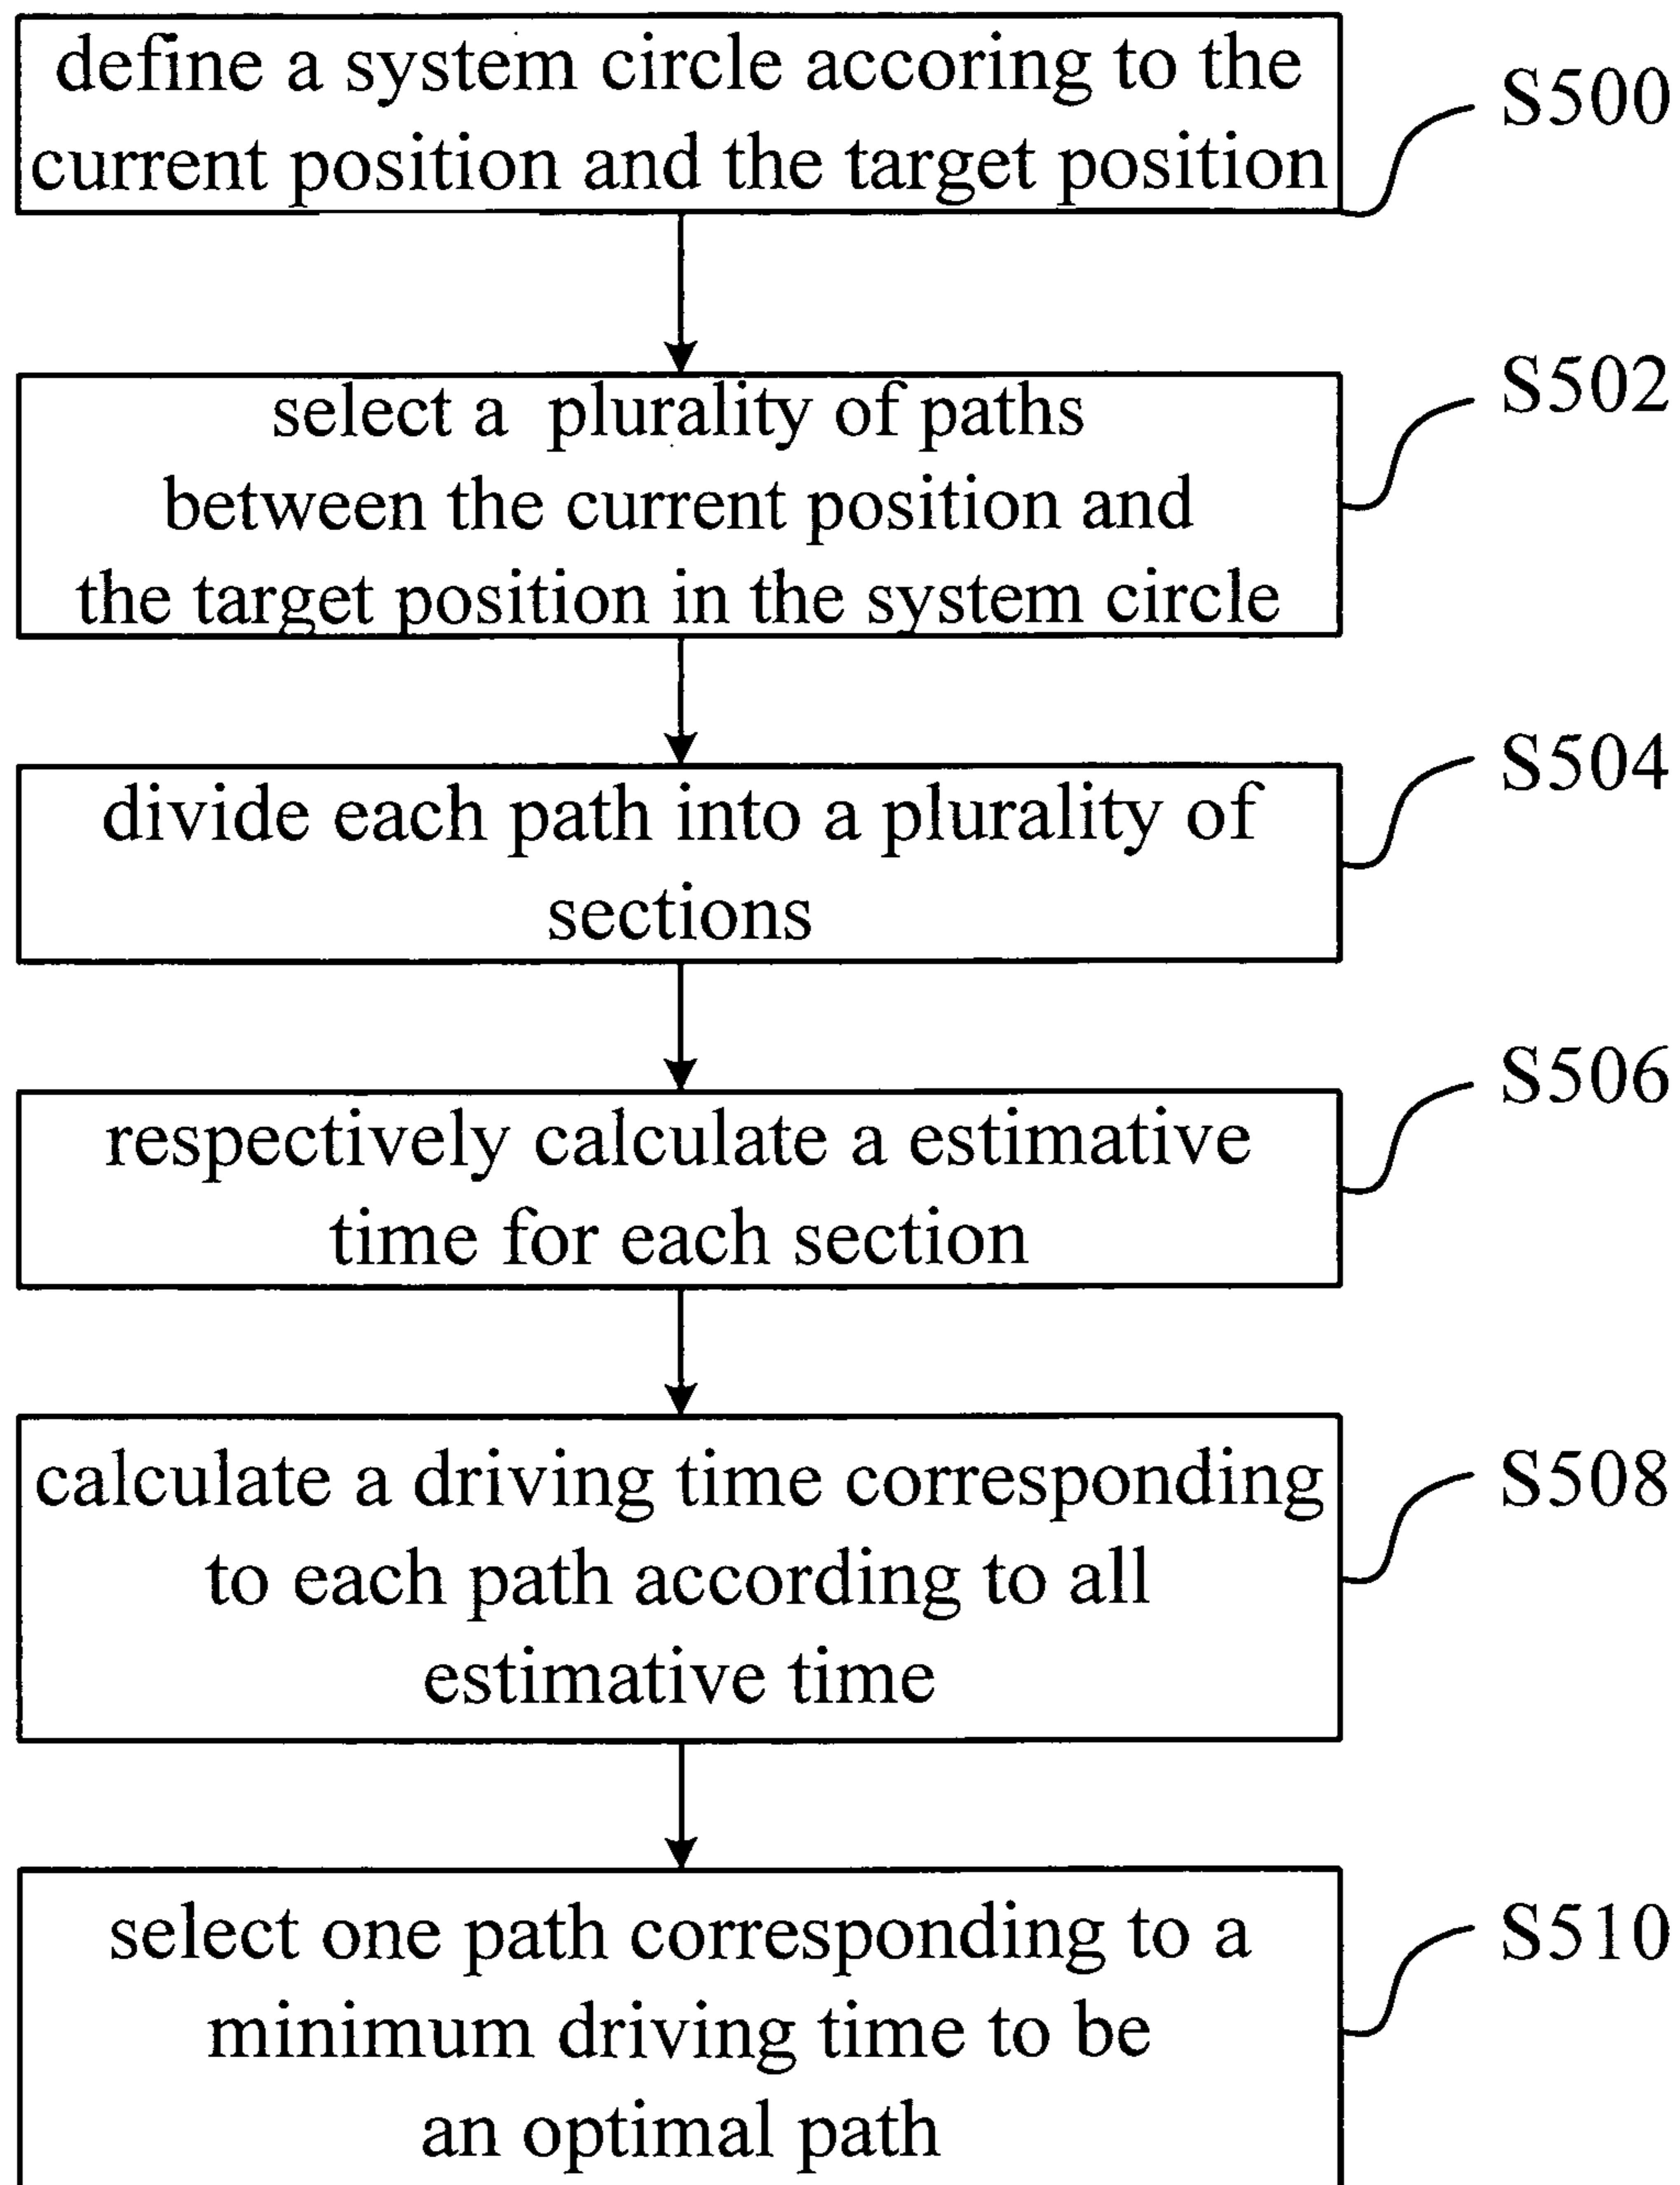 define a system circle accoring to the
current position and the target position
S500
select a plurality of paths
between the current position and
the target position in the system circle
S502
divide each path into a plurality of
sections
S504
respectively calculate a estimative
time for each section
S506
calculate a driving time corresponding
to each path according to all
estimative time
S508
select one path corresponding to a
minimum driving time to be
an optimal path
S510